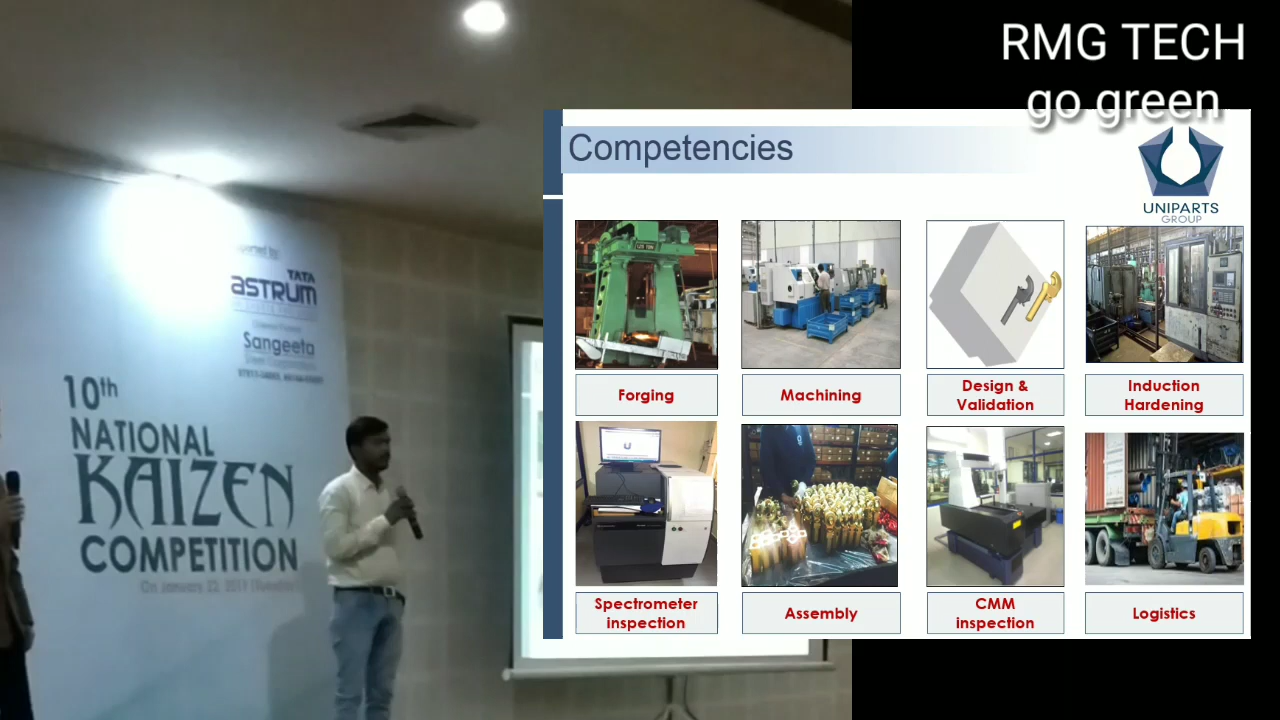 RMG TECH
go green
Competencies
UNIPARTS
GROUP
Forging
Machining
Design &
Validation
Induction
Hardening
Spectrometer
inspection
Assembly
CMM
inspection
Logistics
TATA
ASTRUM
Sangeeta
10th
NATIONAL
KAIZEN
COMPETITION